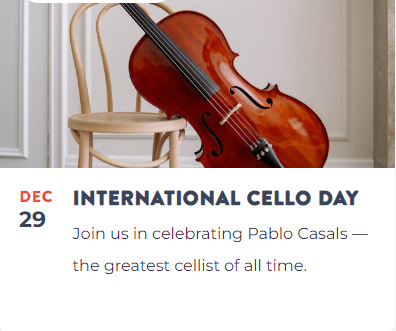 DEC
29
INTERNATIONAL CELLO DAY
Join us in celebrating Pablo Casals —
the greatest cellist of all time.